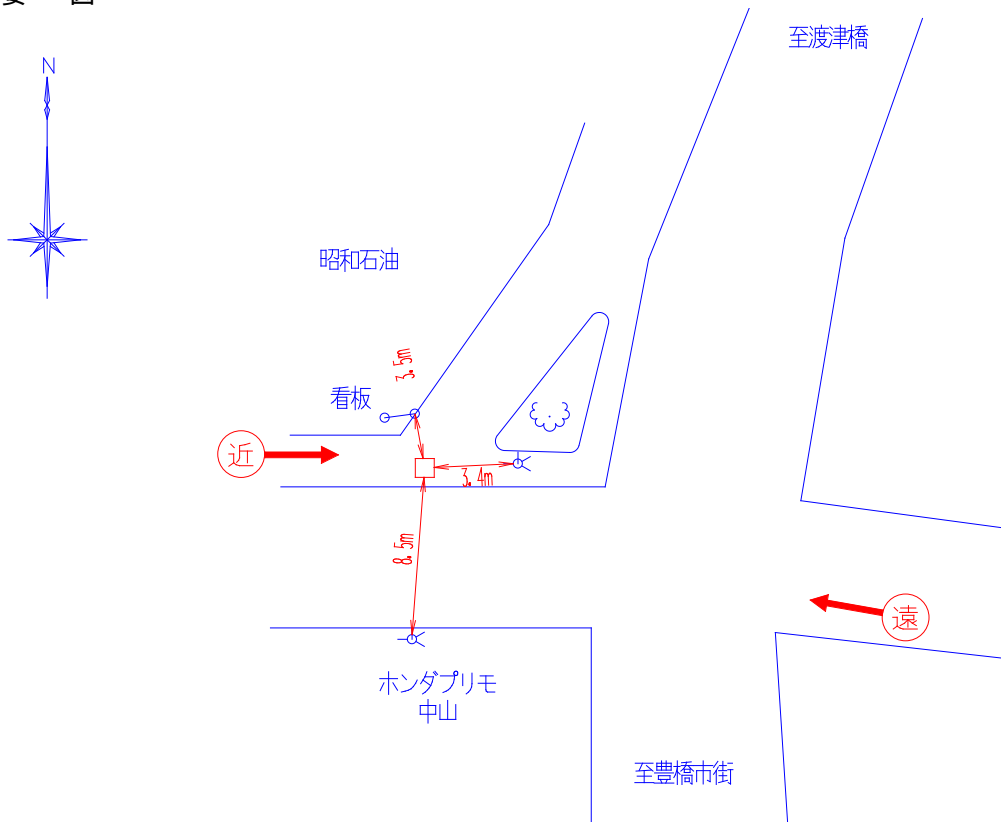 要 図
至渡津橋
N
昭和石油
3.5m
看板
近
3.4m
8.5m
遠
ホンダプリモ
中山
至豊橋市街